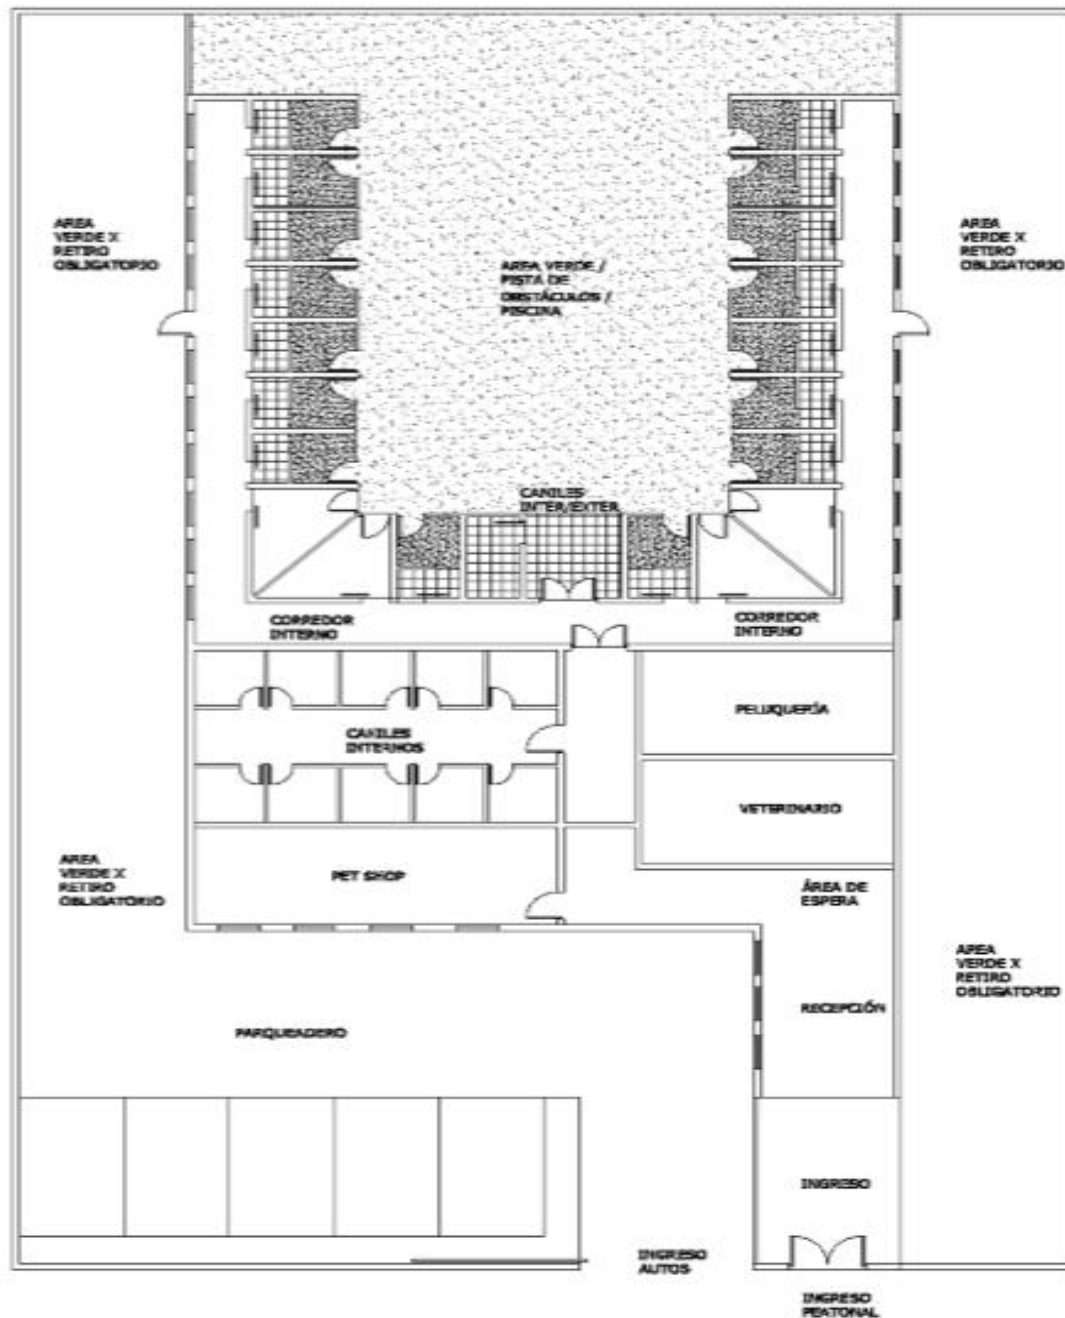 AREA
VERDE X
RETIRO
OBLIGATORIO
AREA
VERDE X
RETIRO
OBLIGATORIO
AREA VERDE /
PISTA DE
OBSTÁCULOS /
PISCINA
CANILES
INTER/EXTER
CORREDOR
INTERNO
CORREDOR
INTERNO
CANILES
INTERNOS
PELUQUERÍA
VETERINARIO
AREA
VERDE X
RETIRO
OBLIGATORIO
PET SHOP
ÁREA DE
ESPERA
AREA
VERDE X
RETIRO
OBLIGATORIO
RECEPCIÓN
PARQUEADERO
INGRESO
INGRESO
AUTOS
INGRESO
PEATONAL